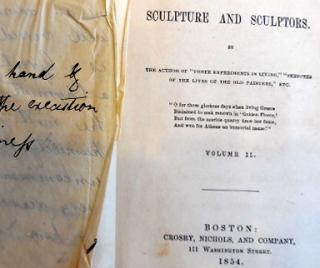 hand &
the execution
ness
SCULPTURE AND SCULPTORS.
BY
THE AUTHOR OF "THREE EXPERIMENTS IN LIVING," "SKETCHES
OF THE LIVES OF THE OLD PAINTERS," ETC.
"O for those glorious days when living Greece
Disdained to seek renown in 'Golden Fleece,'
But from the marble quarry drew her fame,
And won for Athens an immortal name!"
VOLUME II.
BOSTON:
CROSBY, NICHOLS, AND COMPANY,
111 WASHINGTON STREET.
1854.